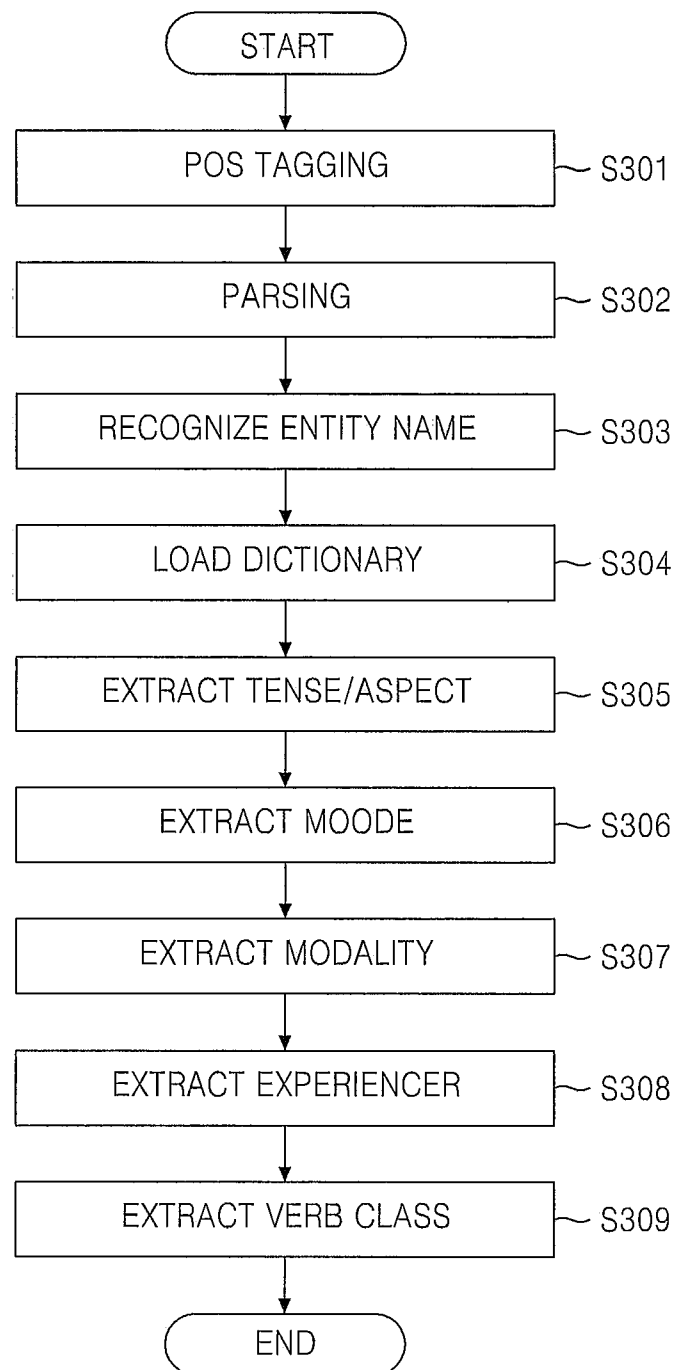 START
POS TAGGING
S301
PARSING
S302
RECOGNIZE ENTITY NAME
S303
LOAD DICTIONARY
S304
EXTRACT TENSE/ASPECT
S305
EXTRACT MOODE
S306
EXTRACT MODALITY
S307
EXTRACT EXPERIENCER
S308
EXTRACT VERB CLASS
S309
END